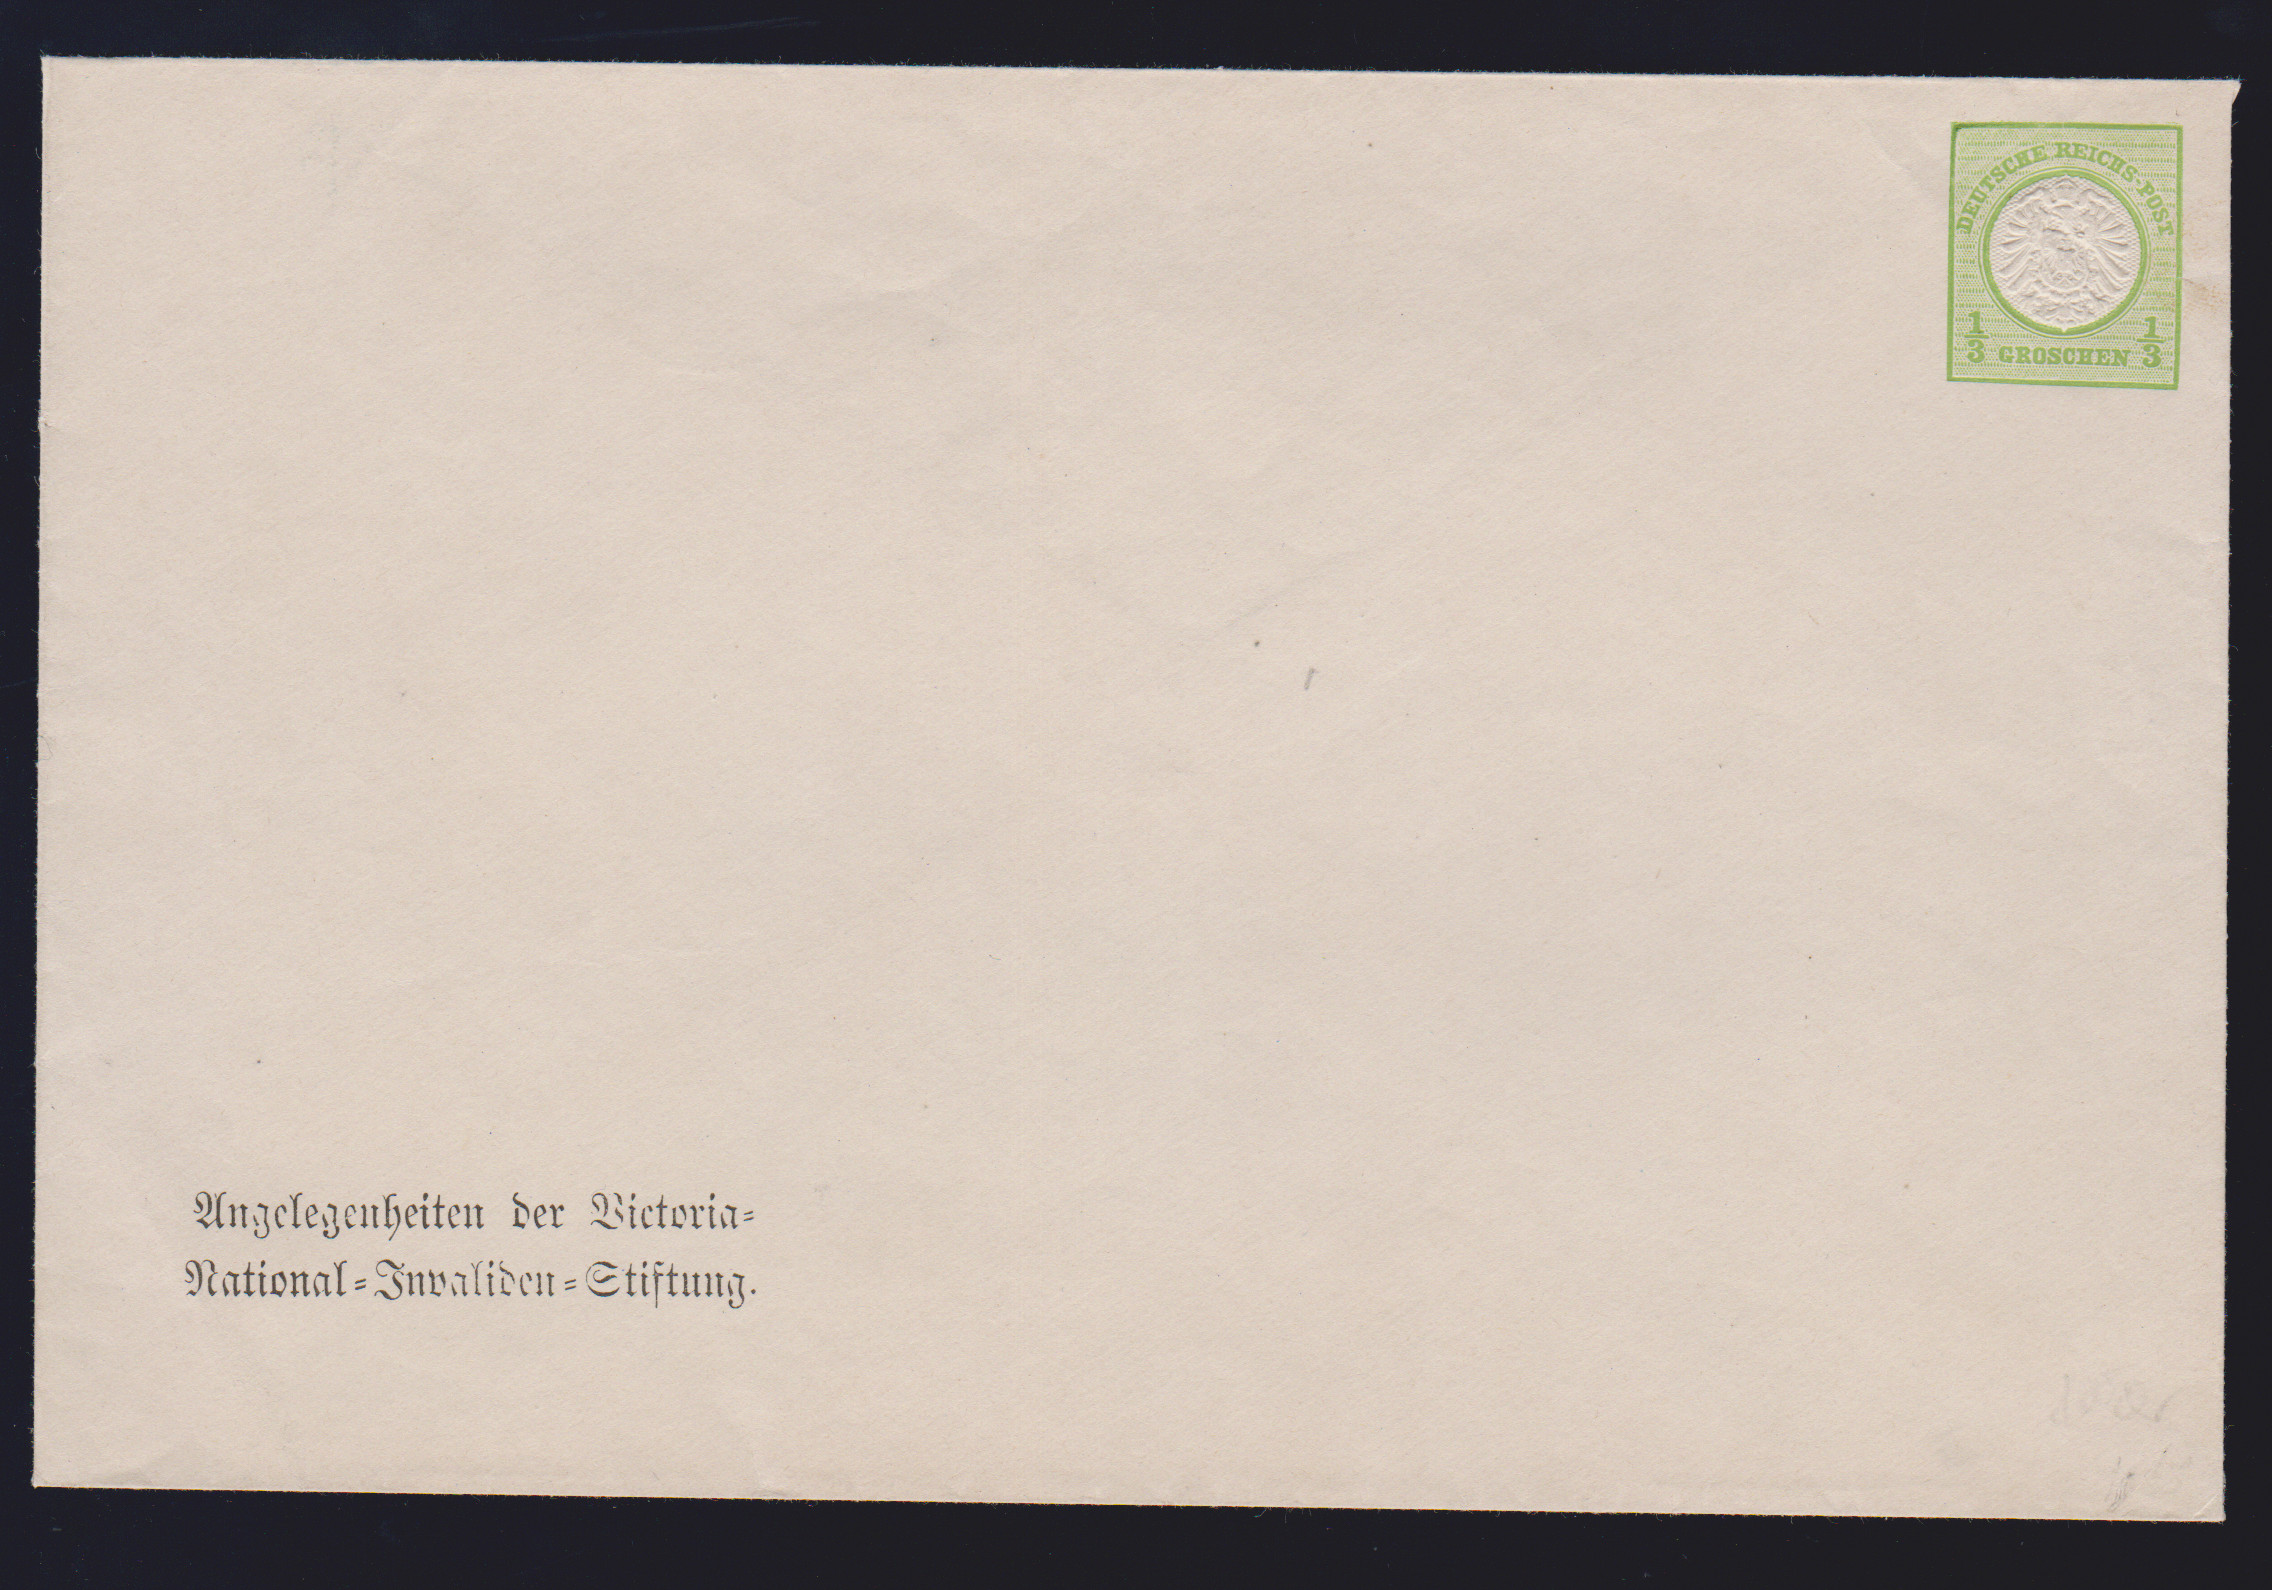 DEUTSCHE REICHS-POST
1/3 GROSCHEN 1/3
Angelegenheiten der Victoria-
National-Invaliden-Stiftung.